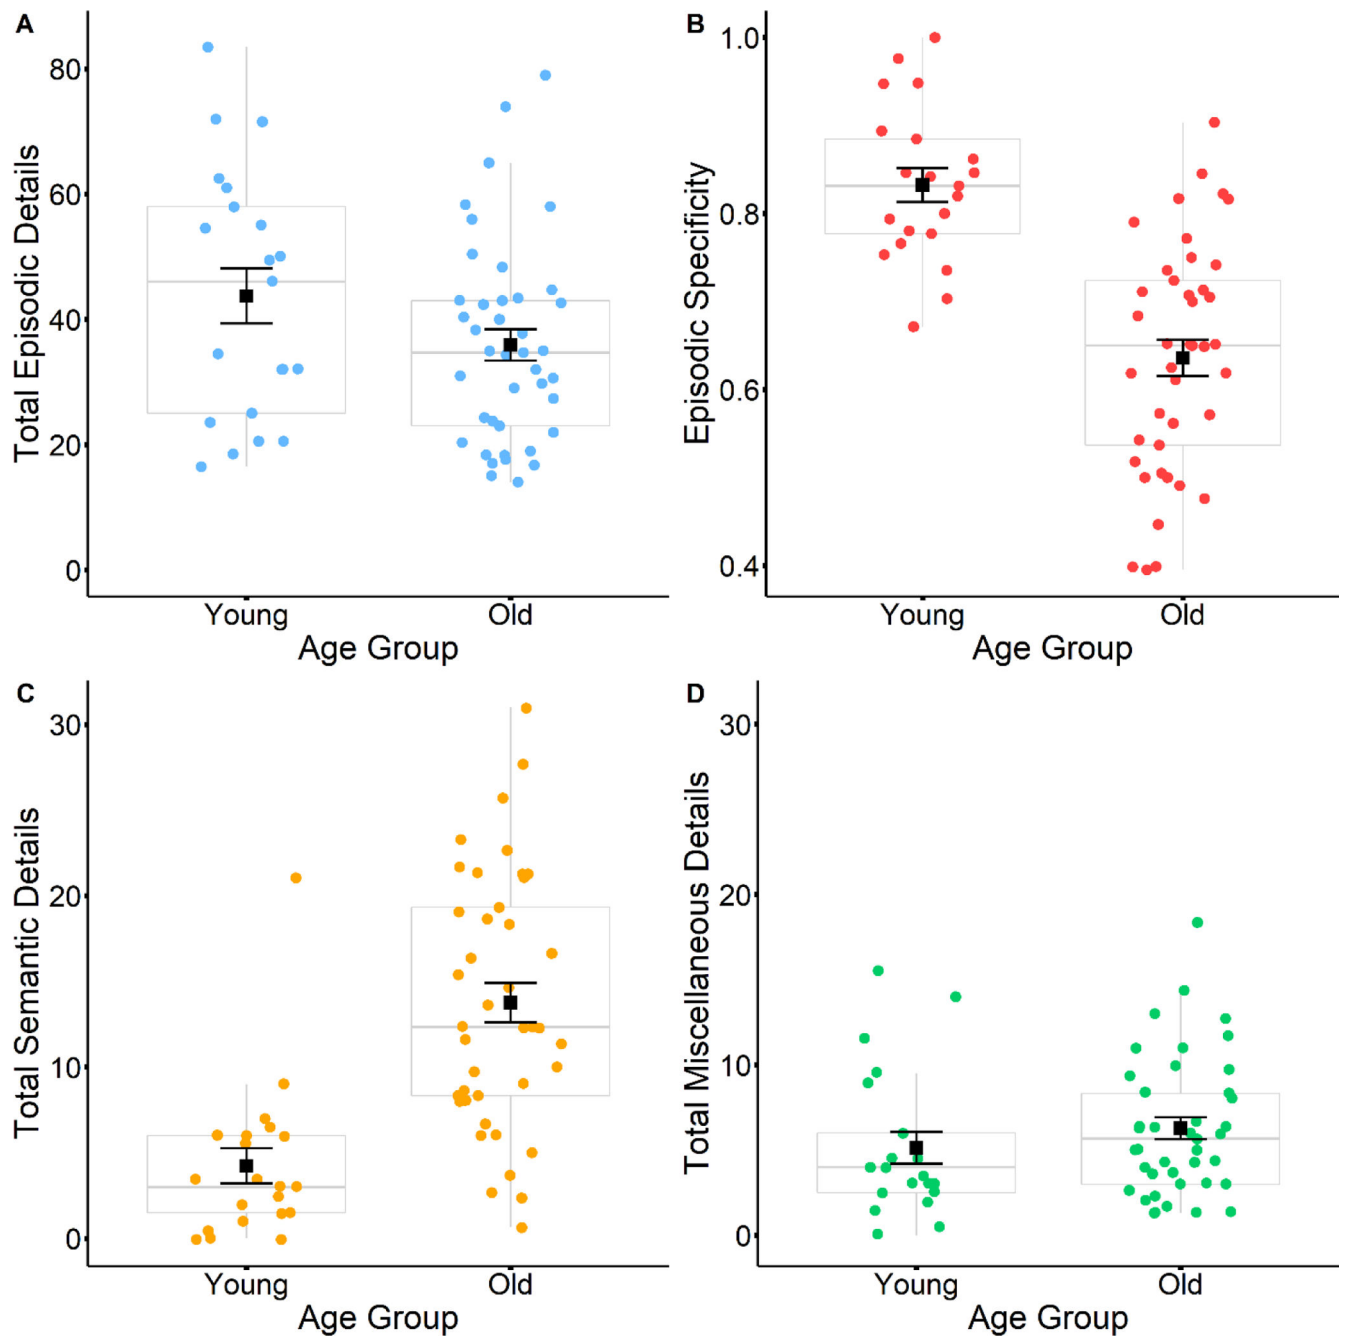 A
Total Episodic Details
80
60
40
20
0
Young Old
Age Group
B
Episodic Specificity
1.0
0.8
0.6
0.4
Young Old
Age Group
C
Total Semantic Details
30
20
10
0
Young Old
Age Group
D
Total Miscellaneous Details
30
20
10
0
Young Old
Age Group